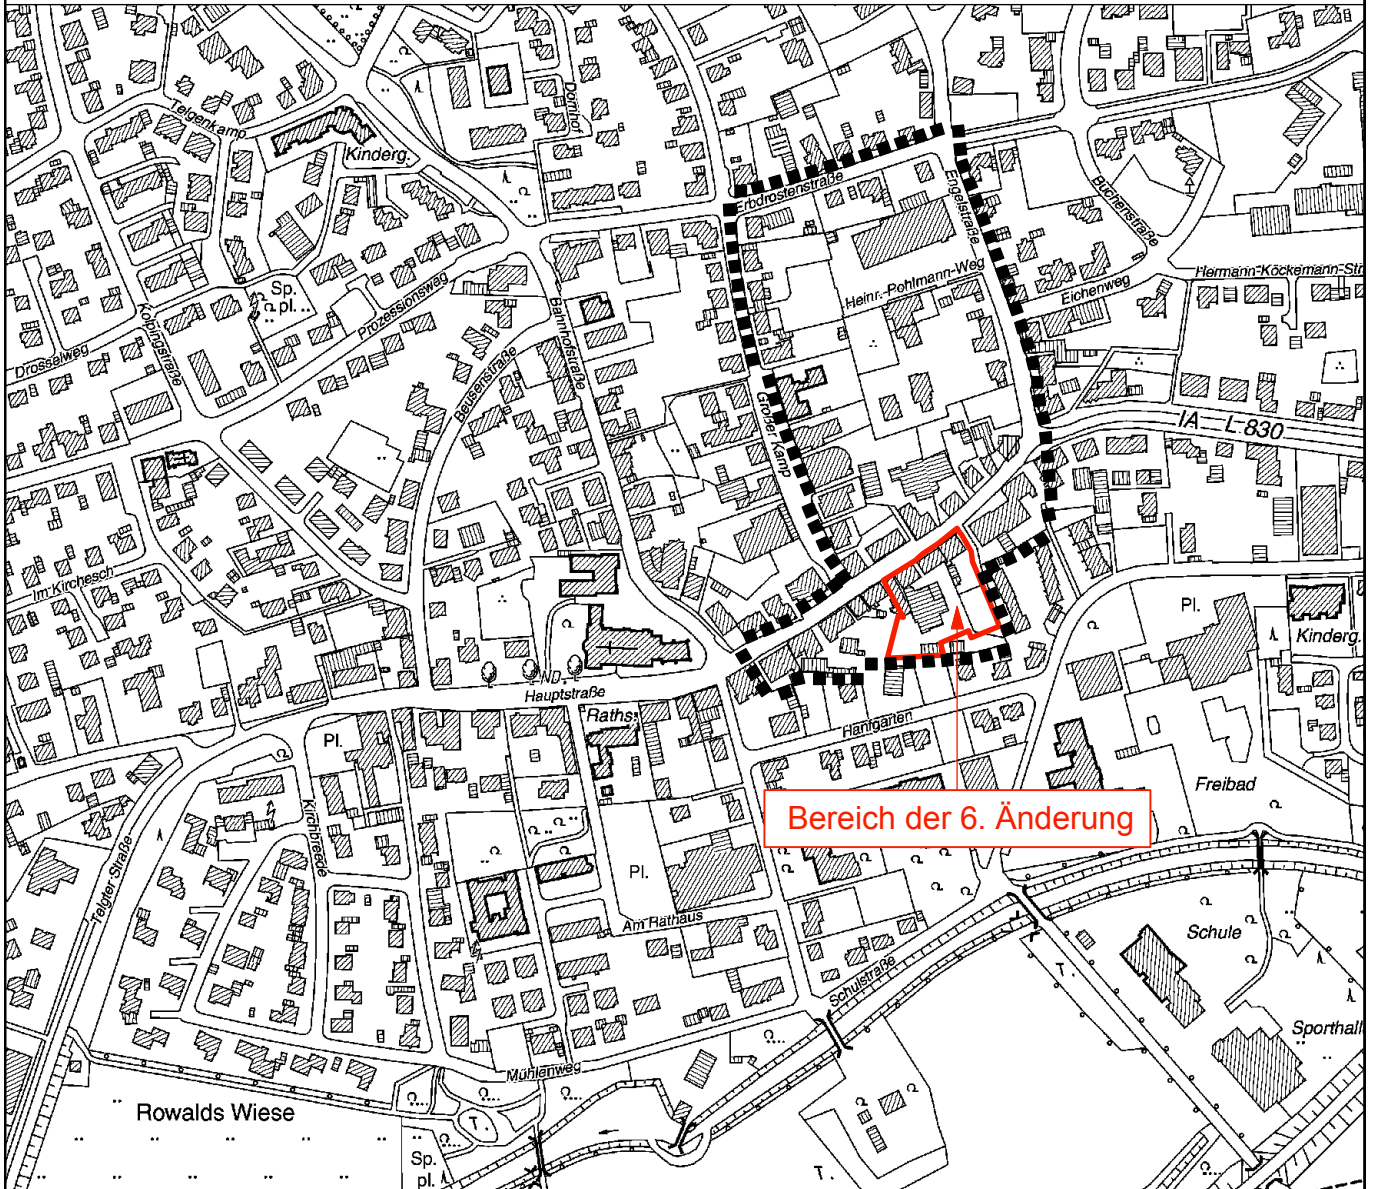 Telgenkamp
Dornhof
Kinderg.
Erbdrostenstraße
Engelstraße
Buchenstraße
Hermann-Köckemann-Str
Eichenweg
Heinr.-Pohlmann-Weg
Sp.
pl.
Prozessionsweg
Kolpingstraße
Drosselweg
Bahnhofstraße
Beusenstraße
Großer Kamp
IA L 830
Im Kirchesch
Pl.
Kinderg.
ND
Hauptstraße
Raths.
Pl.
Hanfgarten
Freibad
Bereich der 6. Änderung
Kirchbreede
Telgter Straße
Pl.
Am Rathaus
Schule
Schulstraße
T.
Sporthall
Mühlenweg
Rowalds Wiese
T.
Sp.
pl.
T.